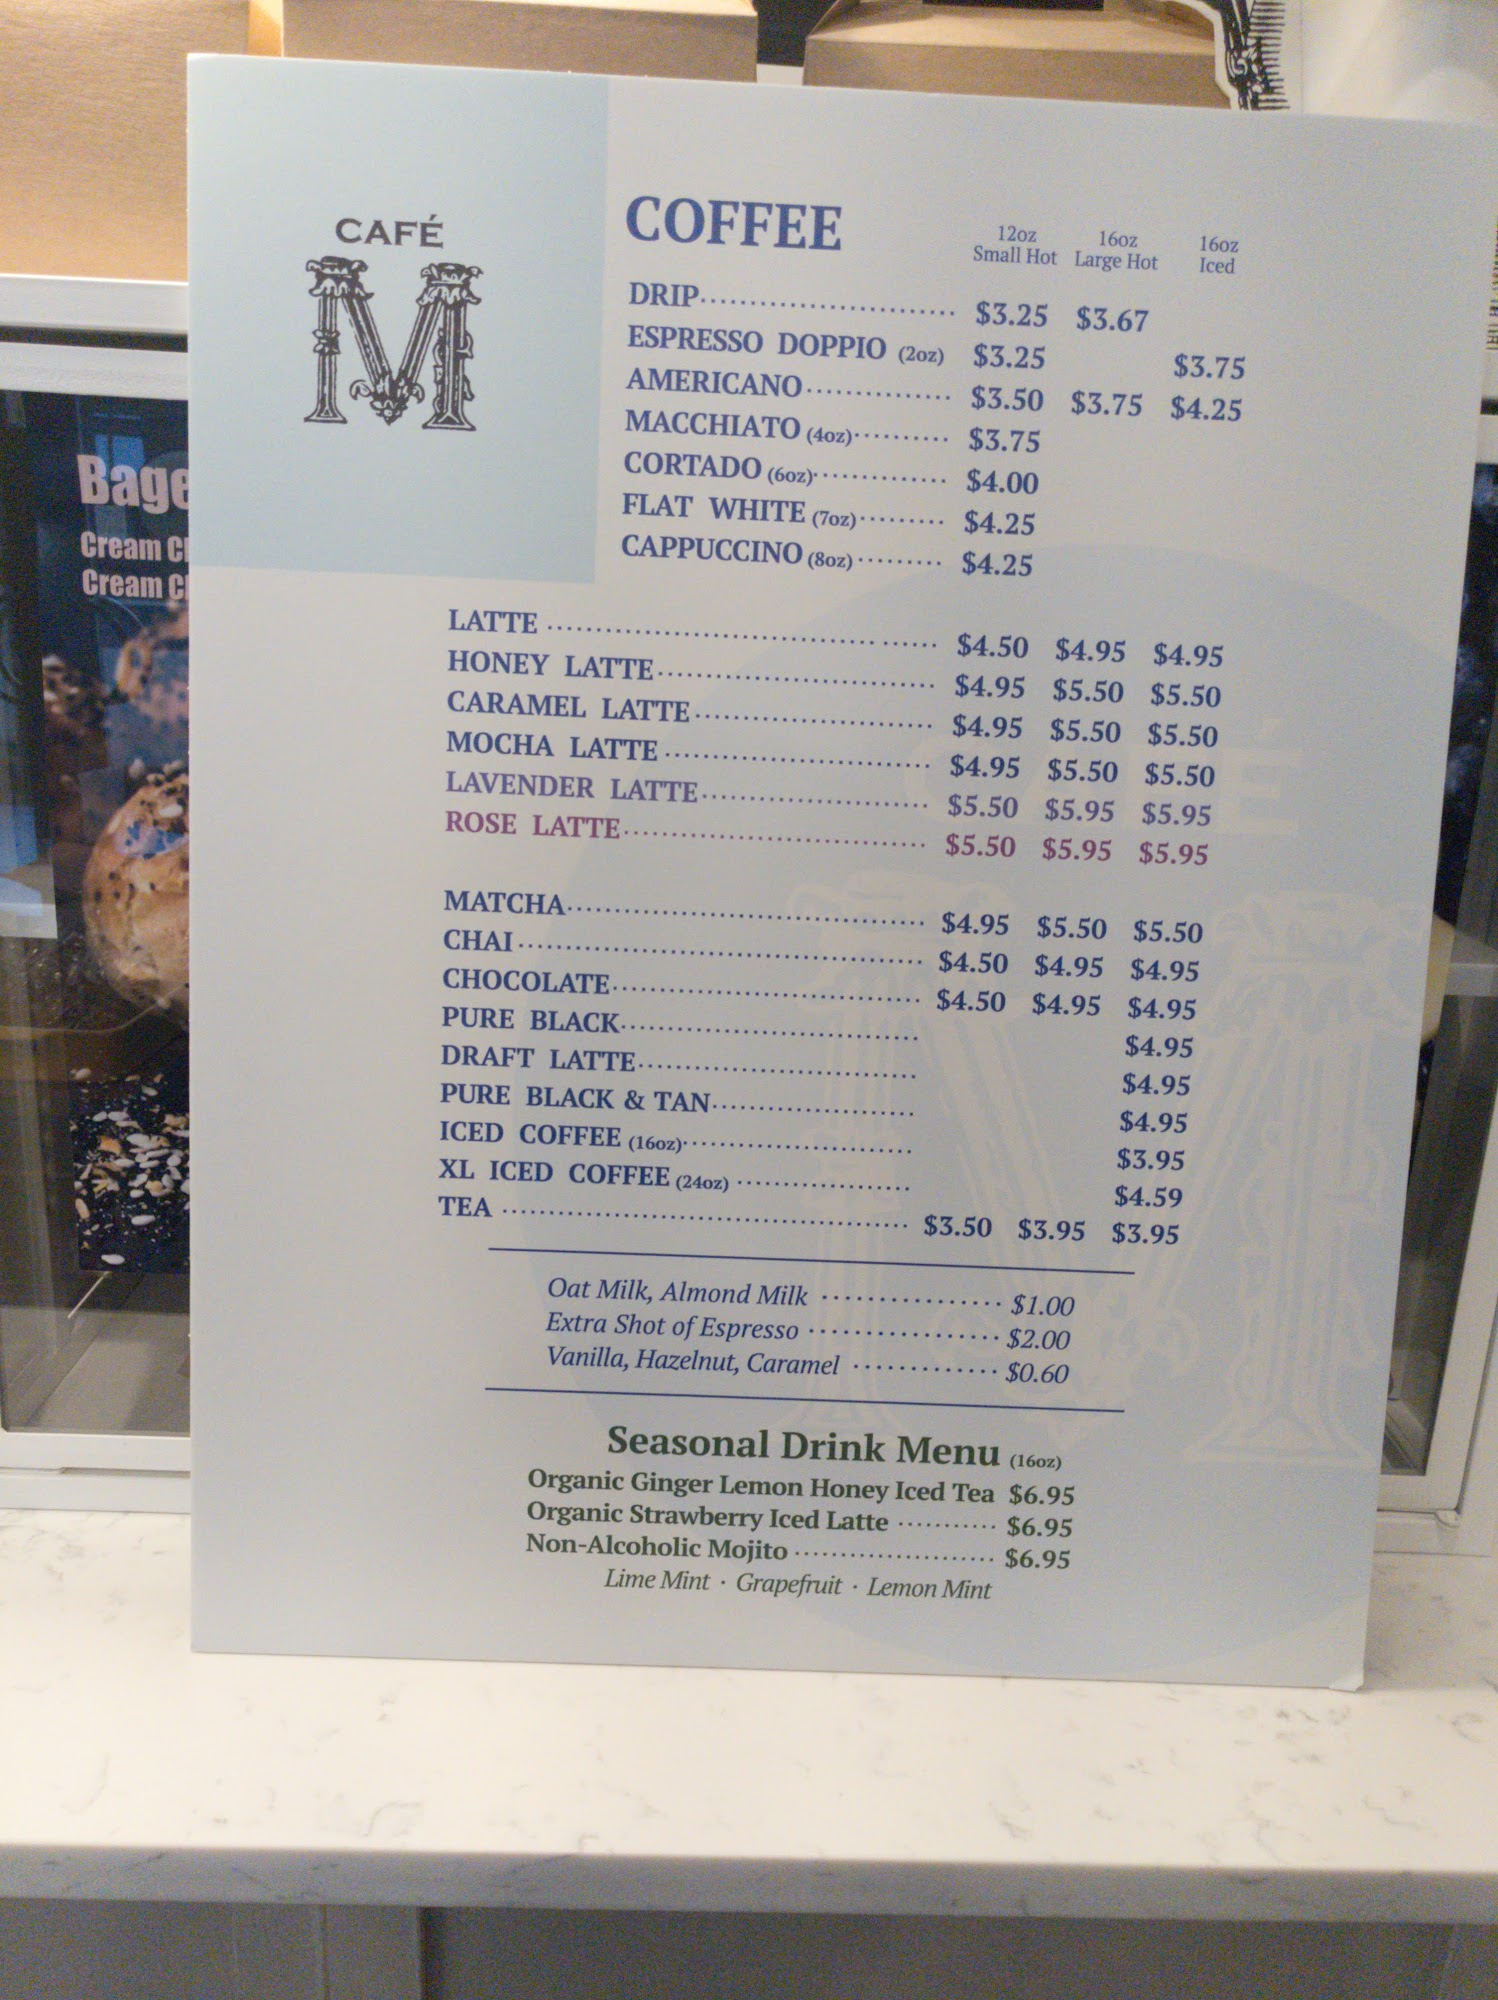 CAFÉ
M
COFFEE
12oz Small Hot 16oz Large Hot 16oz Iced
DRIP $3.25 $3.67
ESPRESSO DOPPIO (2oz) $3.25 $3.75
AMERICANO $3.50 $3.75 $4.25
MACCHIATO (4oz) $3.75
CORTADO (6oz) $4.00
FLAT WHITE (7oz) $4.25
CAPPUCCINO (8oz) $4.25
LATTE $4.50 $4.95 $4.95
HONEY LATTE $4.95 $5.50 $5.50
CARAMEL LATTE $4.95 $5.50 $5.50
MOCHA LATTE $4.95 $5.50 $5.50
LAVENDER LATTE $5.50 $5.95 $5.95
ROSE LATTE $5.50 $5.95 $5.95
MATCHA $4.95 $5.50 $5.50
CHAI $4.50 $4.95 $4.95
CHOCOLATE $4.50 $4.95 $4.95
PURE BLACK $4.95
DRAFT LATTE $4.95
PURE BLACK & TAN $4.95
ICED COFFEE (16oz) $3.95
XL ICED COFFEE (24oz) $4.59
TEA $3.50 $3.95 $3.95
Oat Milk, Almond Milk $1.00
Extra Shot of Espresso $2.00
Vanilla, Hazelnut, Caramel $0.60
Seasonal Drink Menu (16oz)
Organic Ginger Lemon Honey Iced Tea $6.95
Organic Strawberry Iced Latte $6.95
Non-Alcoholic Mojito $6.95
Lime Mint · Grapefruit · Lemon Mint
Bage
Cream C
Cream C